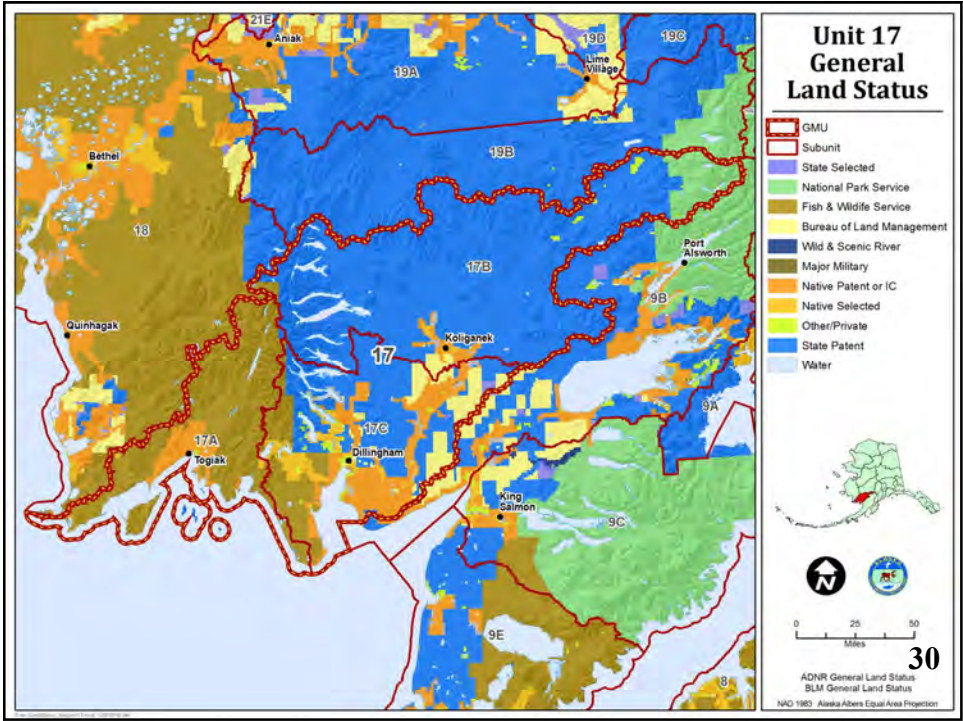 Unit 17
General
Land Status
GMU
Subunit
State Selected
National Park Service
Fish & Wildlife Service
Bureau of Land Management
Wild & Scenic River
Major Military
Native Patent or IC
Native Selected
Other/Private
State Patent
Water
21E
Aniak
19D
19C
19A
Lime
Village
19B
Bethel
18
Port
Alsworth
17B
9B
Quinhagak
Koliganek
17
9A
17C
17A
Togiak
Dillingham
King
Salmon
9C
9E
8
N
0 25 50
Miles
30
ADNR General Land Status
BLM General Land Status
NAD 1983 Alaska Albers Equal Area Projection